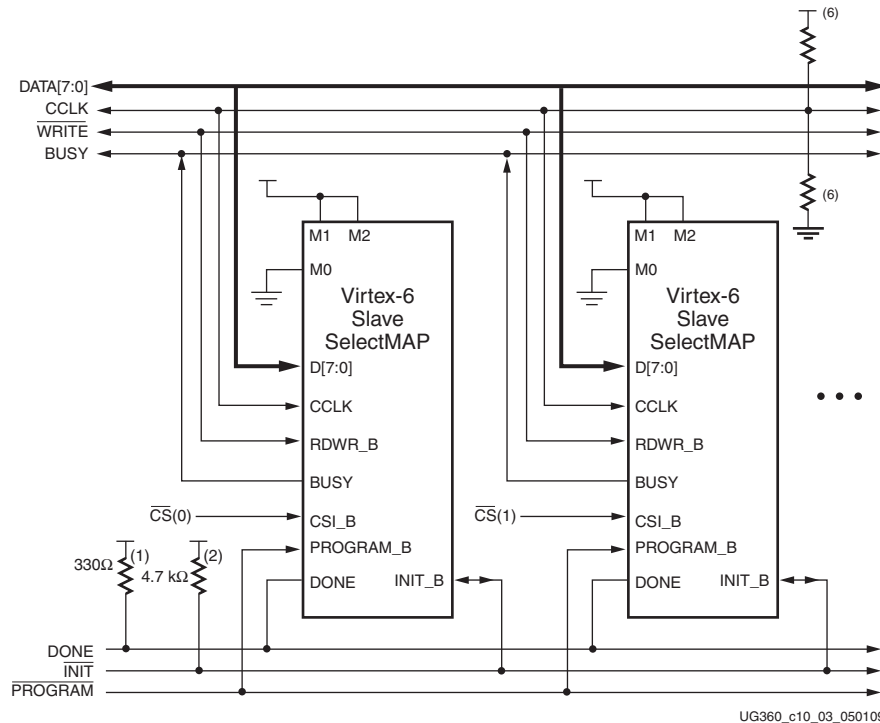 (6)
DATA[7:0]
CCLK
WRITE
BUSY
(6)
M1 M2
M0
Virtex-6
Slave
SelectMAP
D[7:0]
CCLK
RDWR_B
BUSY
CS(0)
CSI_B
PROGRAM_B
DONE INIT_B
M1 M2
M0
Virtex-6
Slave
SelectMAP
D[7:0]
CCLK
RDWR_B
BUSY
CS(1)
CSI_B
PROGRAM_B
DONE INIT_B
330Ω (1)
4.7 kΩ (2)
DONE
INIT
PROGRAM
UG360_c10_03_050109